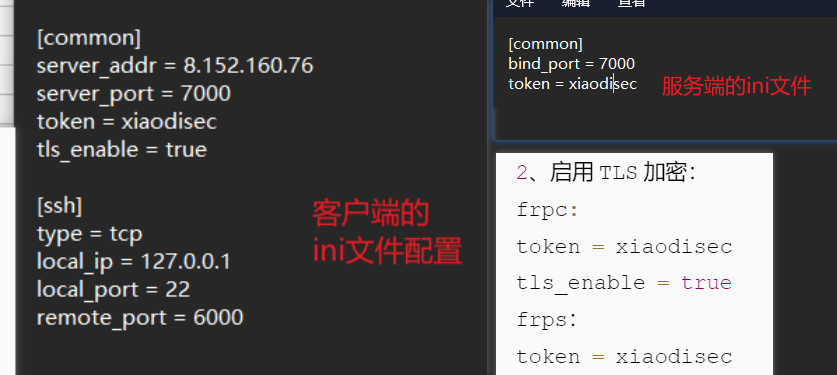 [common]
server_addr = 8.152.160.76
server_port = 7000
token = xiaodisec
tls_enable = true
[ssh]
type = tcp
local_ip = 127.0.0.1
local_port = 22
remote_port = 6000
客户端的
ini文件配置
文件 编辑 查看
[common]
bind_port = 7000
token = xiaodisec
服务端的ini文件
2、启用 TLS 加密：
frpc:
token = xiaodisec
tls_enable = true
frps:
token = xiaodisec